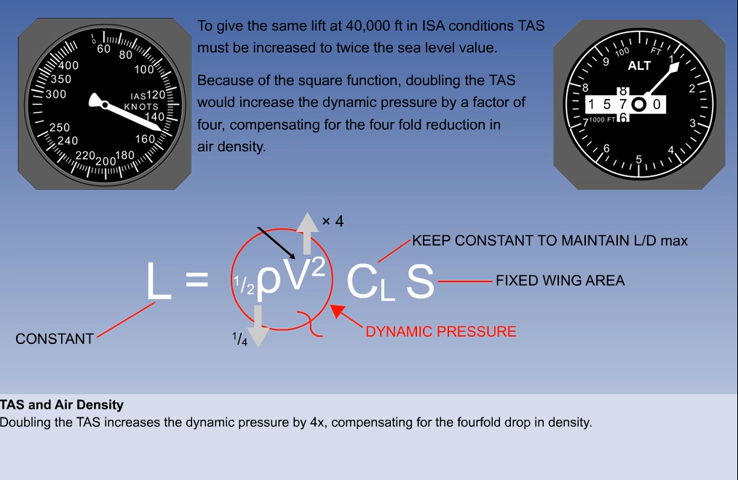 To give the same lift at 40,000 ft in ISA conditions TAS
must be increased to twice the sea level value.
Because of the square function, doubling the TAS
would increase the dynamic pressure by a factor of
four, compensating for the four fold reduction in
air density.
60
80
100
IAS 120
KNOTS
140
160
180
200
220
240
250
300
350
400
ALT
100 FT
1
2
3
4
5
6
7
8
9
8
1 5 7 0
6
1000 FT
× 4
KEEP CONSTANT TO MAINTAIN L/D max
L = 1/2 ρV² CL S
FIXED WING AREA
DYNAMIC PRESSURE
CONSTANT
1/4
TAS and Air Density
Doubling the TAS increases the dynamic pressure by 4x, compensating for the fourfold drop in density.